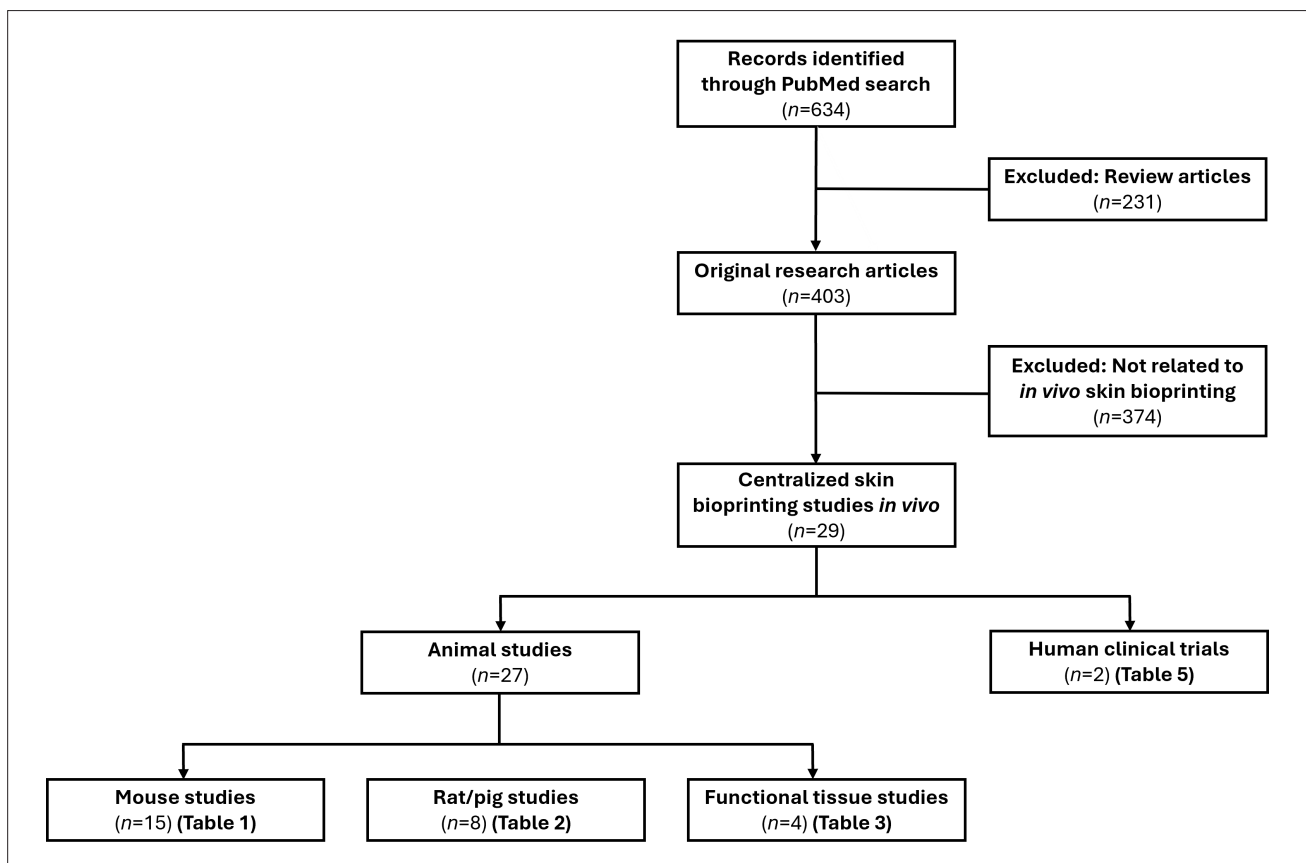 Records identified
through PubMed search
(n=634)
Excluded: Review articles
(n=231)
Original research articles
(n=403)
Excluded: Not related to
in vivo skin bioprinting
(n=374)
Centralized skin
bioprinting studies in vivo
(n=29)
Animal studies
(n=27)
Human clinical trials
(n=2) (Table 5)
Mouse studies
(n=15) (Table 1)
Rat/pig studies
(n=8) (Table 2)
Functional tissue studies
(n=4) (Table 3)